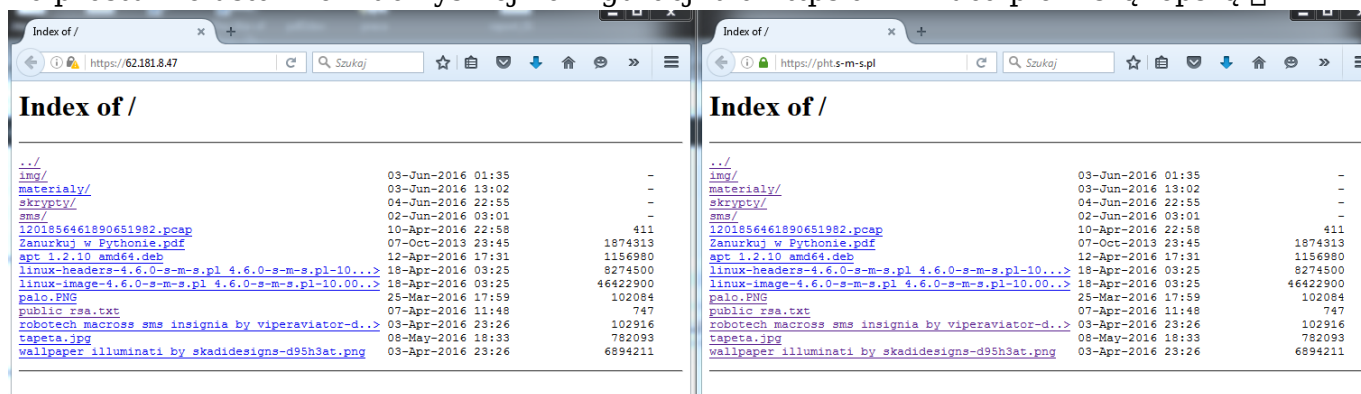 Index of /
https://62.181.8.47
Szukaj
Index of /
../
img/ 03-Jun-2016 01:35 -
materialy/ 03-Jun-2016 13:02 -
skrypty/ 04-Jun-2016 22:55 -
sms/ 02-Jun-2016 03:01 -
1201856461890651982.pcap 10-Apr-2016 22:58 411
Zanurkuj w Pythonie.pdf 07-Oct-2013 23:45 1874313
apt 1.2.10 amd64.deb 12-Apr-2016 17:31 1156980
linux-headers-4.6.0-s-m-s.pl 4.6.0-s-m-s.pl-10...> 18-Apr-2016 03:25 8274500
linux-image-4.6.0-s-m-s.pl 4.6.0-s-m-s.pl-10.00..> 18-Apr-2016 03:25 46422900
palo.PNG 25-Mar-2016 17:59 102084
public rsa.txt 07-Apr-2016 11:48 747
robotech macross sms insignia by viperaviator-d..> 03-Apr-2016 23:26 102916
tapeta.jpg 08-May-2016 18:33 782093
wallpaper illuminati by skadidesigns-d95h3at.png 03-Apr-2016 23:26 6894211
Index of /
https://pht.s-m-s.pl
Szukaj
Index of /
../
img/ 03-Jun-2016 01:35 -
materialy/ 03-Jun-2016 13:02 -
skrypty/ 04-Jun-2016 22:55 -
sms/ 02-Jun-2016 03:01 -
1201856461890651982.pcap 10-Apr-2016 22:58 411
Zanurkuj w Pythonie.pdf 07-Oct-2013 23:45 1874313
apt 1.2.10 amd64.deb 12-Apr-2016 17:31 1156980
linux-headers-4.6.0-s-m-s.pl 4.6.0-s-m-s.pl-10...> 18-Apr-2016 03:25 8274500
linux-image-4.6.0-s-m-s.pl 4.6.0-s-m-s.pl-10.00..> 18-Apr-2016 03:25 46422900
palo.PNG 25-Mar-2016 17:59 102084
public rsa.txt 07-Apr-2016 11:48 747
robotech macross sms insignia by viperaviator-d..> 03-Apr-2016 23:26 102916
tapeta.jpg 08-May-2016 18:33 782093
wallpaper illuminati by skadidesigns-d95h3at.png 03-Apr-2016 23:26 6894211